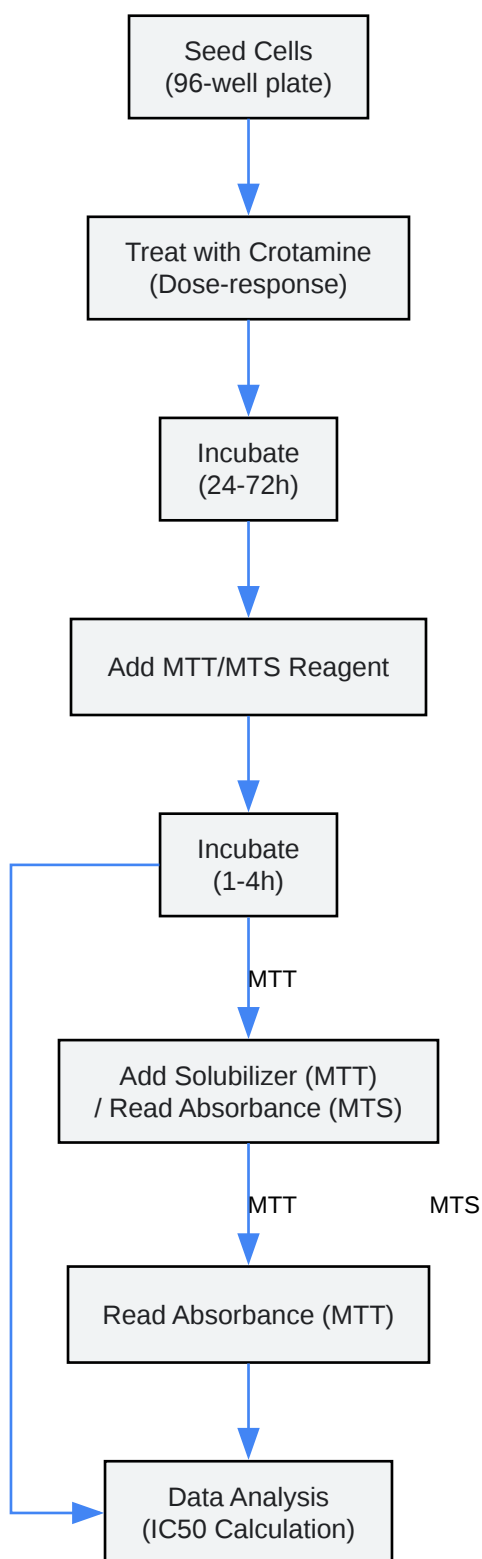 Seed Cells
(96-well plate)
Treat with Crotamine
(Dose-response)
Incubate
(24-72h)
Add MTT/MTS Reagent
Incubate
(1-4h)
MTT
Add Solubilizer (MTT)
/ Read Absorbance (MTS)
MTT
MTS
Read Absorbance (MTT)
Data Analysis
(IC50 Calculation)